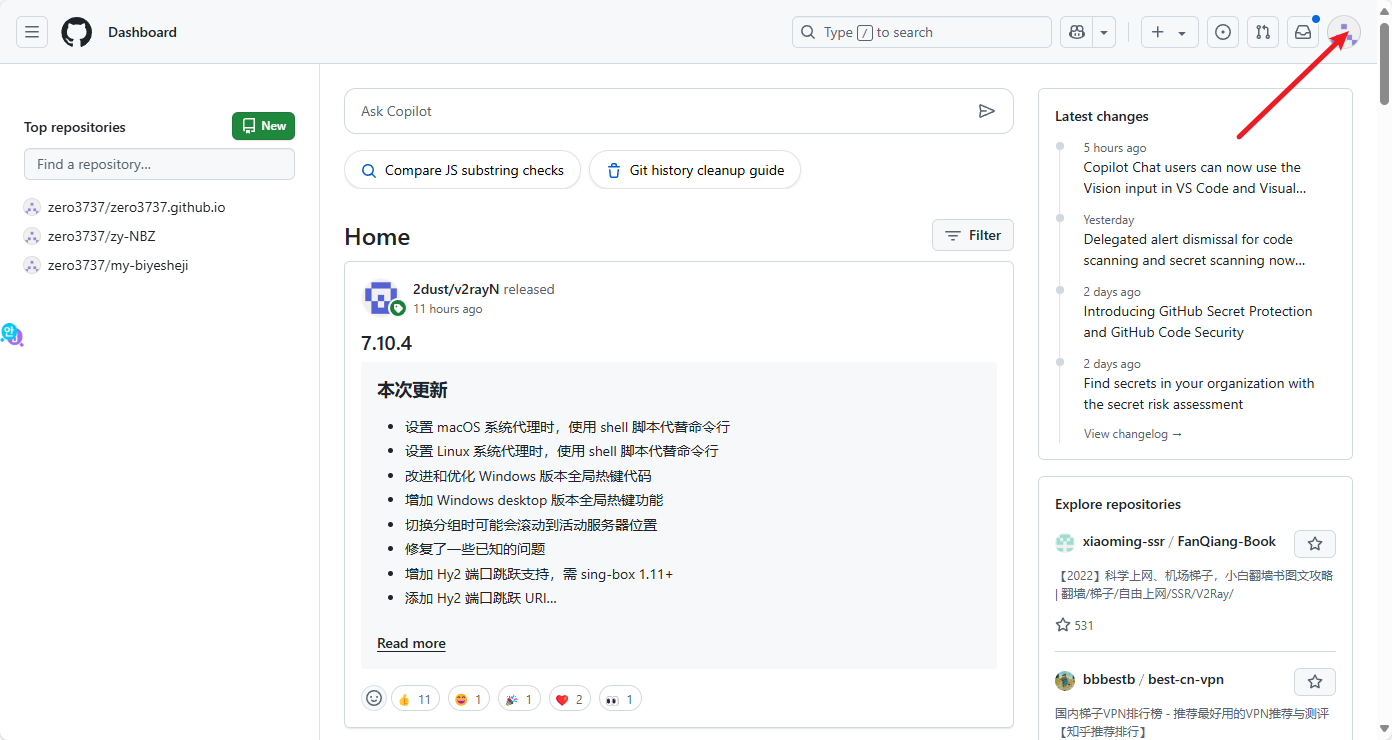 Dashboard
Type / to search
Top repositories
New
Find a repository...
zero3737/zero3737.github.io
zero3737/zy-NBZ
zero3737/my-biyesheji
Ask Copilot
Compare JS substring checks
Git history cleanup guide
Home
Filter
2dust/v2rayN released
11 hours ago
7.10.4
本次更新
设置 macOS 系统代理时，使用 shell 脚本代替命令行
设置 Linux 系统代理时，使用 shell 脚本代替命令行
改进和优化 Windows 版本全局热键代码
增加 Windows desktop 版本全局热键功能
切换分组时可能会滚动到活动服务器位置
修复了一些已知的问题
增加 Hy2 端口跳跃支持，需 sing-box 1.11+
添加 Hy2 端口跳跃 URI...
Read more
11
1
1
2
1
Latest changes
5 hours ago
Copilot Chat users can now use the
Vision input in VS Code and Visual...
Yesterday
Delegated alert dismissal for code
scanning and secret scanning now...
2 days ago
Introducing GitHub Secret Protection
and GitHub Code Security
2 days ago
Find secrets in your organization with
the secret risk assessment
View changelog →
Explore repositories
xiaoming-ssr / FanQiang-Book
【2022】科学上网、机场梯子，小白翻墙书图文攻略
| 翻墙/梯子/自由上网/SSR/V2Ray/
531
bbbestb / best-cn-vpn
国内梯子VPN排行榜 - 推荐最好用的VPN推荐与测评
【知乎推荐排行】